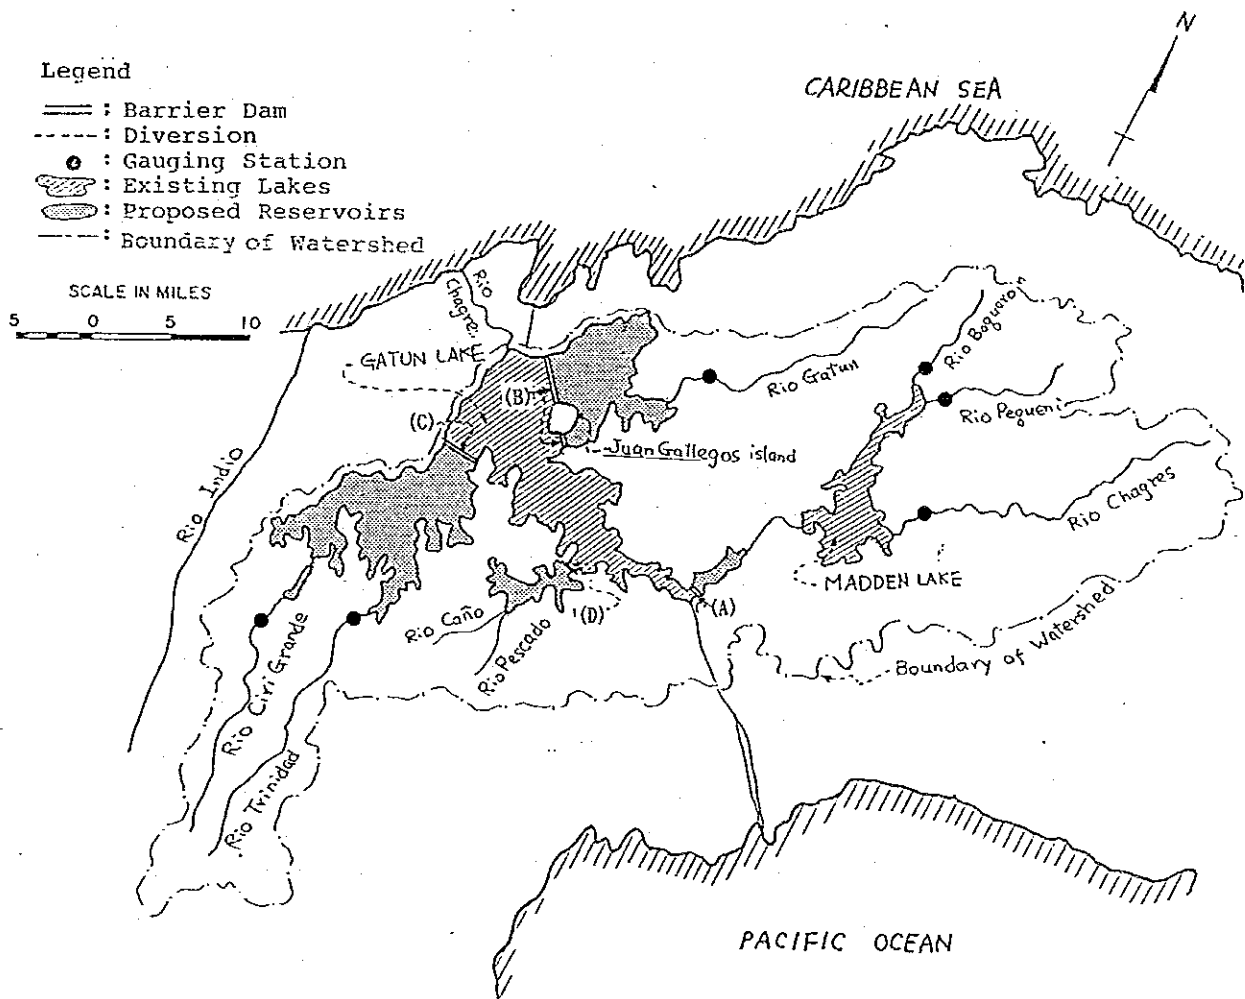 N
CARIBBEAN SEA
Legend
: Barrier Dam
: Diversion
: Gauging Station
: Existing Lakes
: Proposed Reservoirs
: Boundary of Watershed
SCALE IN MILES
5 0 5 10
Rio
Chagre
GATUN LAKE
(B)
(C)
Rio Gatun
Rio Boqueron
Rio Pequeni
Juan Gallegos island
Rio Indio
Rio Chagres
MADDEN LAKE
(A)
(D)
Rio Caño
Rio Pescado
Boundary of Watershed
Rio Ciri Grande
Rio Trinidad
PACIFIC OCEAN